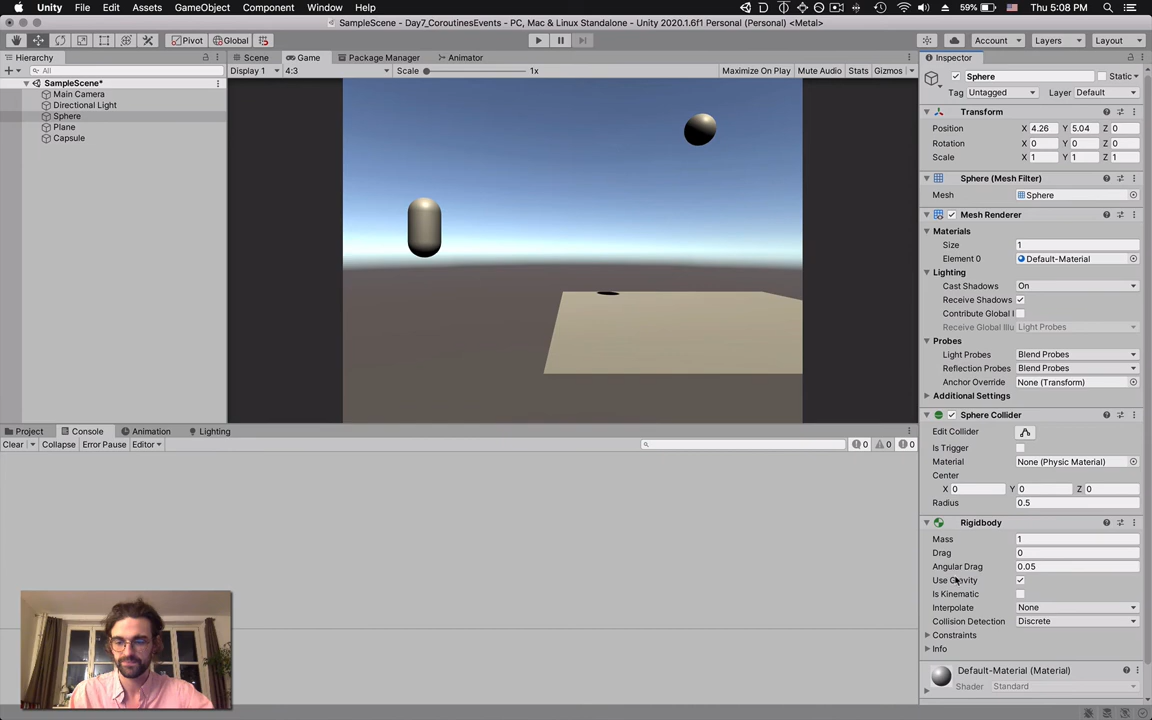 Unity File Edit Assets GameObject Component Window Help 59% Thu 5:08 PM
SampleScene - Day7_CoroutinesEvents - PC, Mac & Linux Standalone - Unity 2020.1.6f1 Personal (Personal) <Metal>
Pivot Global Account Layers Layout
Hierarchy
All
SampleScene*
Main Camera
Directional Light
Sphere
Plane
Capsule
Scene Game Package Manager Animator
Display 1 4:3 Scale 1x Maximize On Play Mute Audio Stats Gizmos
Project Console Animation Lighting
Clear Collapse Error Pause Editor 0 0 0
Inspector
Sphere Static
Tag Untagged Layer Default
Transform
Position X 4.26 Y 5.04 Z 0
Rotation X 0 Y 0 Z 0
Scale X 1 Y 1 Z 1
Sphere (Mesh Filter)
Mesh Sphere
Mesh Renderer
Materials
Size 1
Element 0 Default-Material
Lighting
Cast Shadows On
Receive Shadows
Contribute Global I
Receive Global Illu Light Probes
Probes
Light Probes Blend Probes
Reflection Probes Blend Probes
Anchor Override None (Transform)
Additional Settings
Sphere Collider
Edit Collider
Is Trigger
Material None (Physic Material)
Center
X 0 Y 0 Z 0
Radius 0.5
Rigidbody
Mass 1
Drag 0
Angular Drag 0.05
Use Gravity
Is Kinematic
Interpolate None
Collision Detection Discrete
Constraints
Info
Default-Material (Material)
Shader Standard